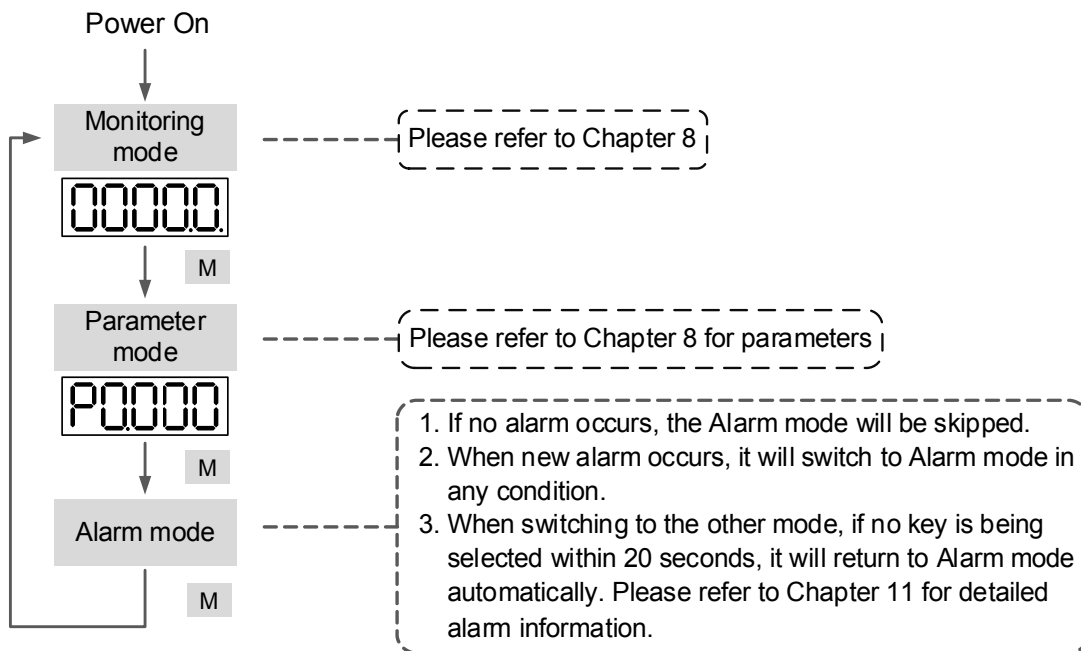 Power On
Monitoring
mode
Please refer to Chapter 8
0000.0.
M
Parameter
mode
Please refer to Chapter 8 for parameters
P0.000
M
1. If no alarm occurs, the Alarm mode will be skipped.
2. When new alarm occurs, it will switch to Alarm mode in
any condition.
Alarm mode
3. When switching to the other mode, if no key is being
selected within 20 seconds, it will return to Alarm mode
automatically. Please refer to Chapter 11 for detailed
alarm information.
M